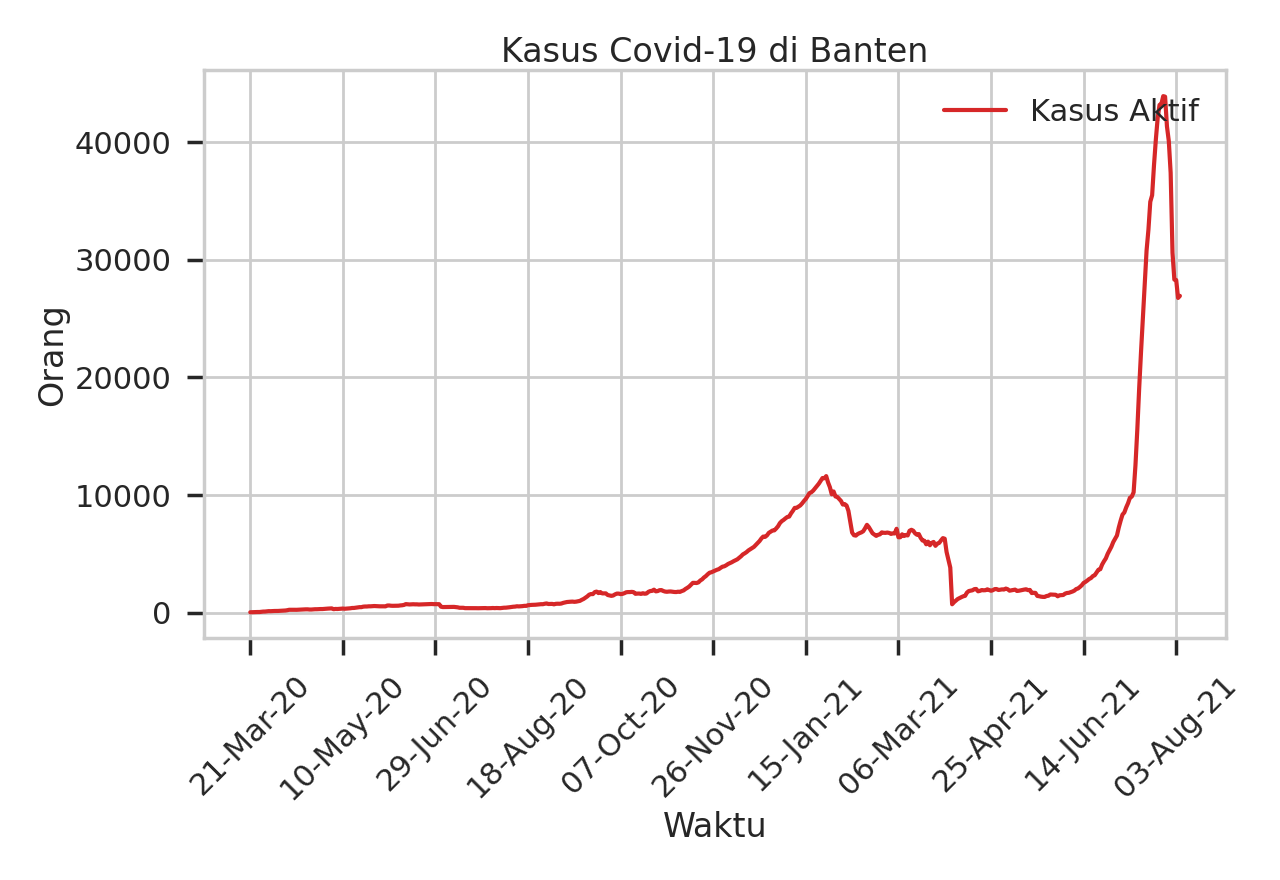 Kasus Covid-19 di Banten
Kasus Aktif
Orang
40000
30000
20000
10000
0
21-Mar-20
10-May-20
29-Jun-20
18-Aug-20
07-Oct-20
26-Nov-20
15-Jan-21
06-Mar-21
25-Apr-21
14-Jun-21
03-Aug-21
Waktu